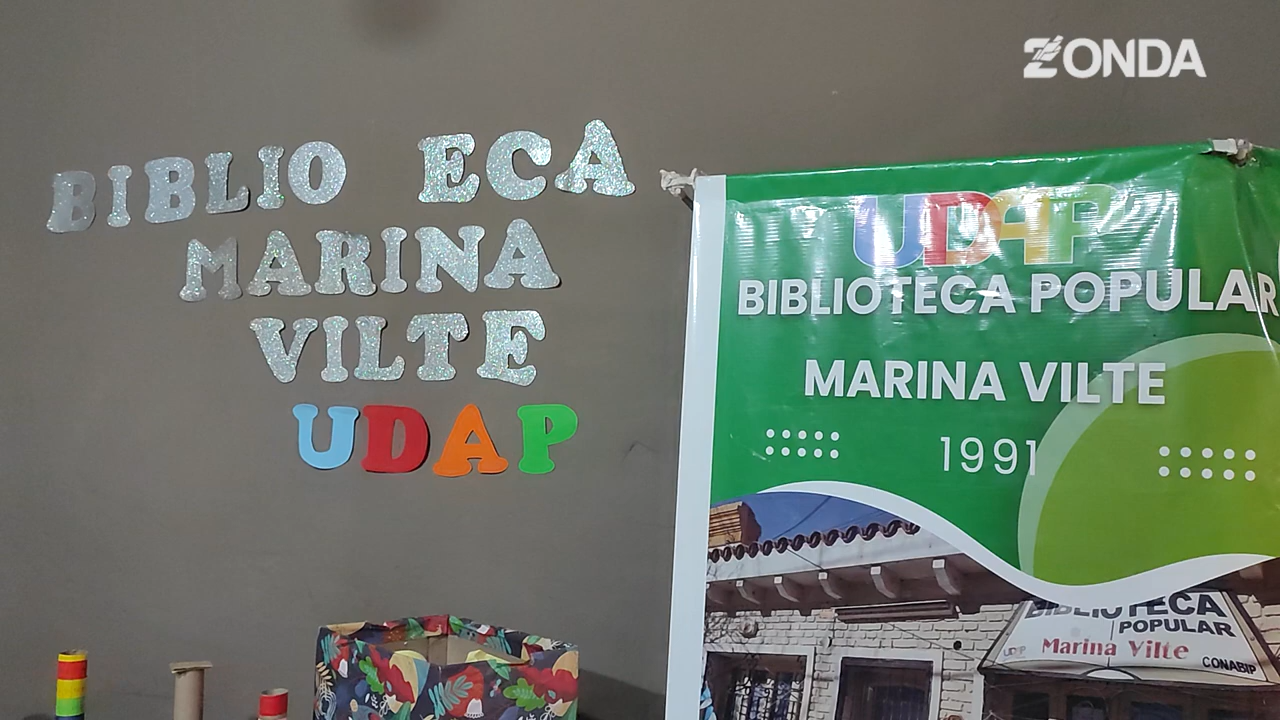 ZONDA
BIBLIO ECA
MARINA
VILTE
UDAP
UDAP
BIBLIOTECA POPULAR
MARINA VILTE
1991
BIBLIOTECA
POPULAR
Marina Vilte
CONABIP